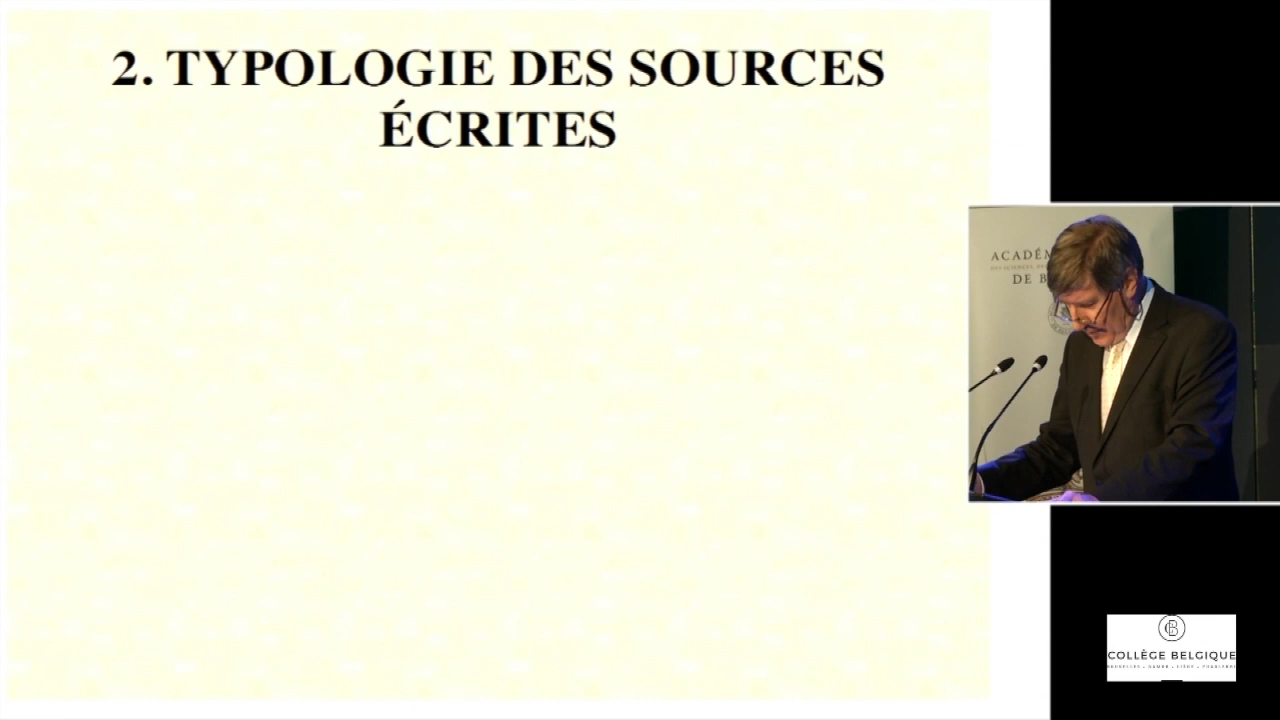 2. TYPOLOGIE DES SOURCES
ÉCRITES
ACADÉM
DE B
COLLÈGE BELGIQUE